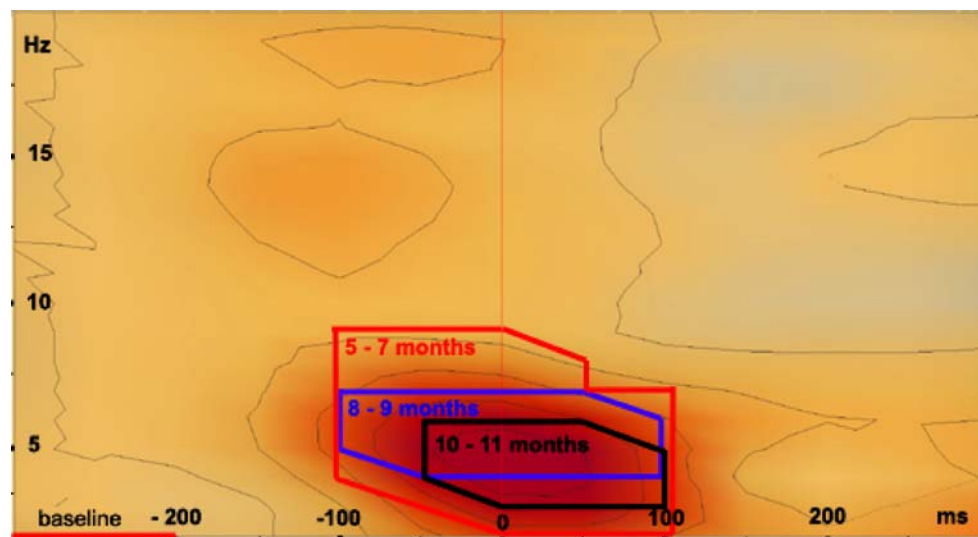 Hz
15
10
5 - 7 months
8 - 9 months
5
10 - 11 months
baseline - 200 -100 0 100 200 ms